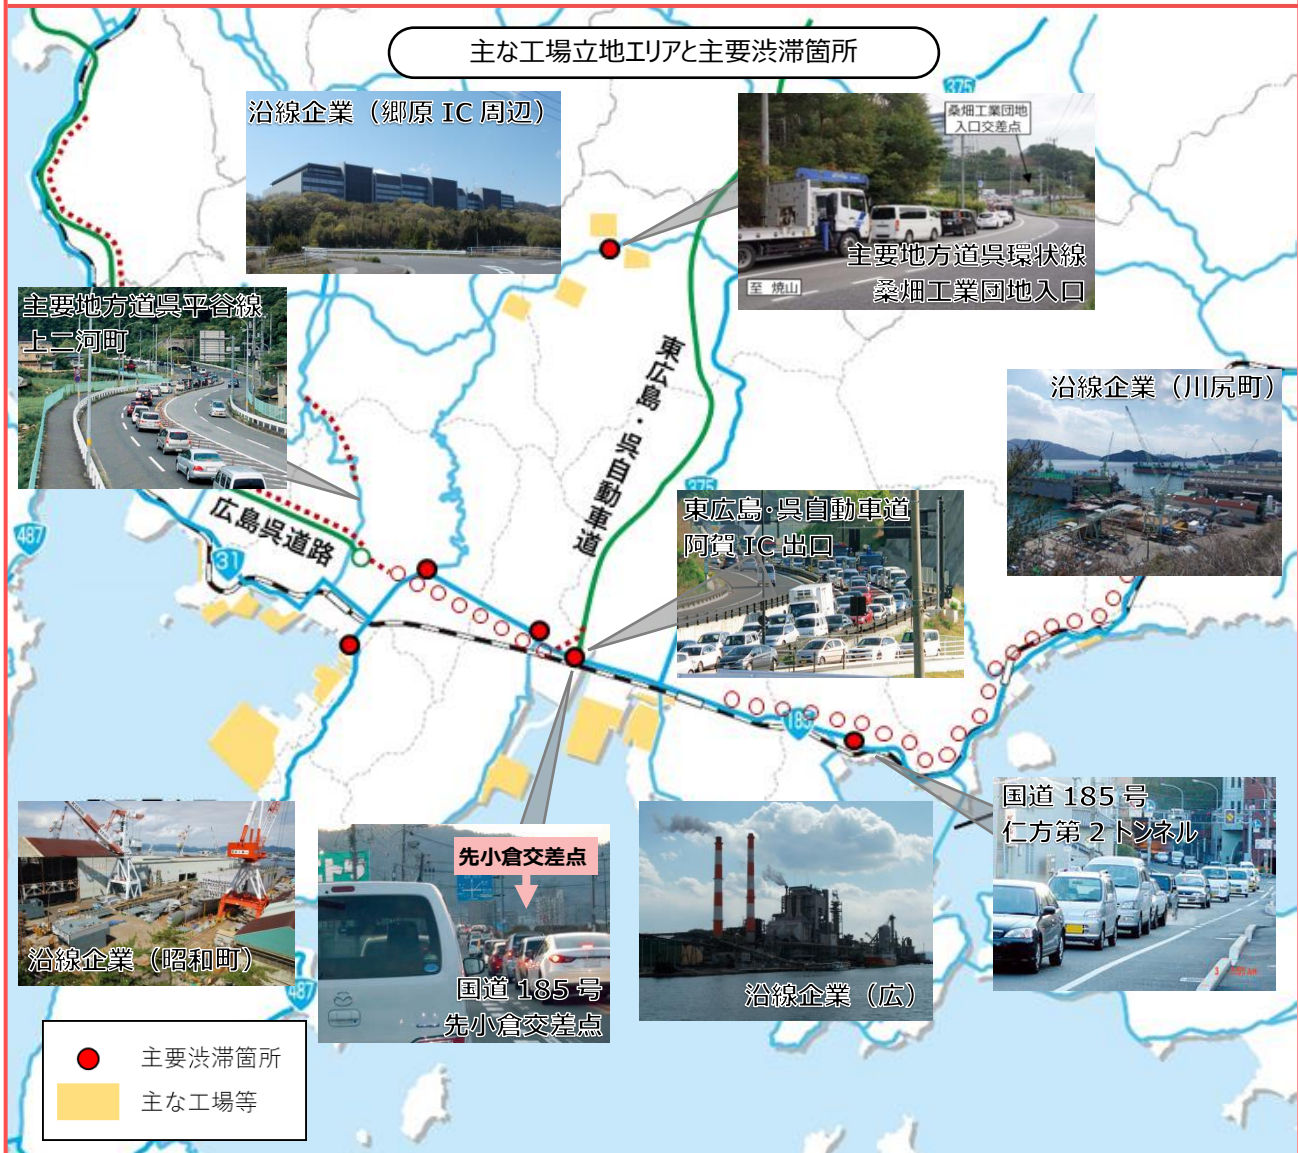 主な工場立地エリアと主要渋滞箇所
375
沿線企業（郷原 IC 周辺）
桑畑工業団地
入口交差点
主要地方道呉環状線
桑畑工業団地入口
至 焼山
主要地方道呉平谷線
上二河町
東広島・呉自動車道
沿線企業（川尻町）
375
東広島･呉自動車道
阿賀 IC 出口
広島呉道路
487
31
185
国道 185 号
仁方第 2 トンネル
先小倉交差点
国道 185 号
先小倉交差点
沿線企業（昭和町）
沿線企業（広）
487
主要渋滞箇所
主な工場等